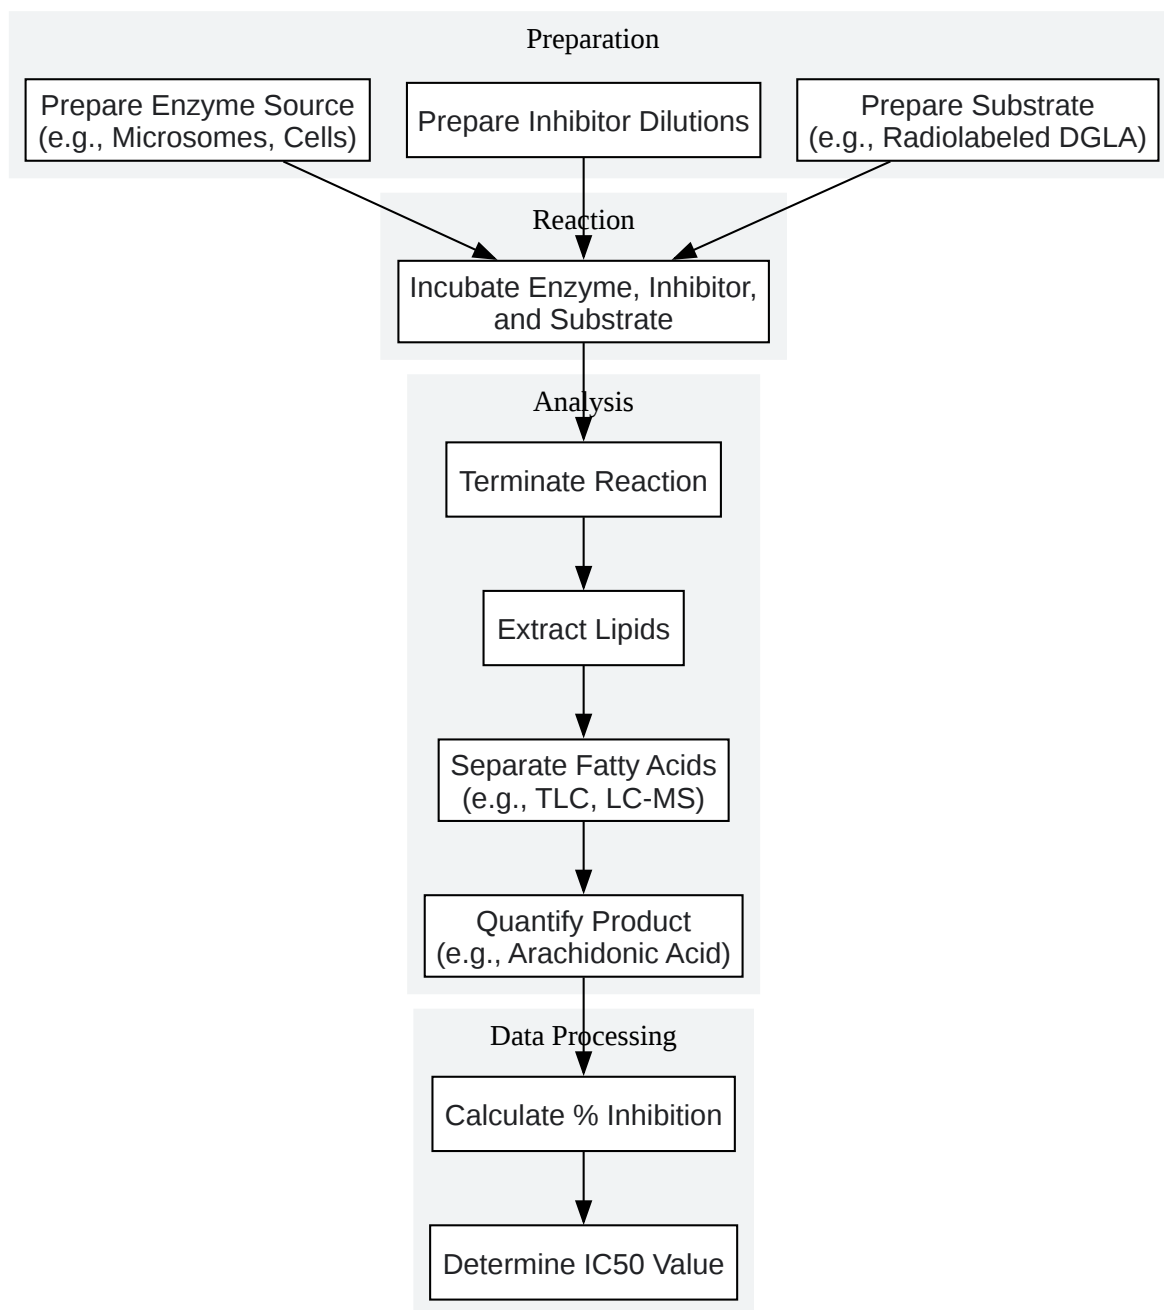 Preparation
Prepare Enzyme Source
(e.g., Microsomes, Cells)
Prepare Inhibitor Dilutions
Prepare Substrate
(e.g., Radiolabeled DGLA)
Reaction
Incubate Enzyme, Inhibitor,
and Substrate
Analysis
Terminate Reaction
Extract Lipids
Separate Fatty Acids
(e.g., TLC, LC-MS)
Quantify Product
(e.g., Arachidonic Acid)
Data Processing
Calculate % Inhibition
Determine IC50 Value